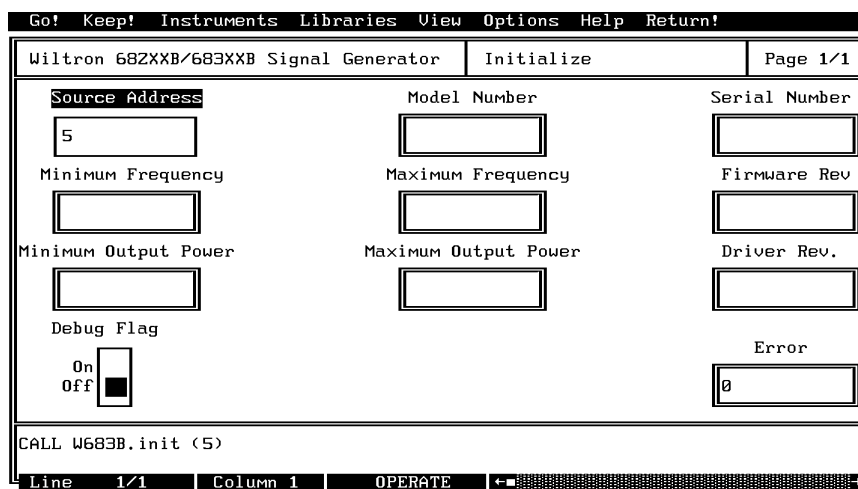 Go! Keep! Instruments Libraries View Options Help Return!
Wiltron 682XXB/683XXB Signal Generator Initialize Page 1/1
Source Address Model Number Serial Number
5
Minimum Frequency Maximum Frequency Firmware Rev
Minimum Output Power Maximum Output Power Driver Rev.
Debug Flag
Error
On
Off 0
CALL W683B.init (5)
Line 1/1 Column 1 OPERATE